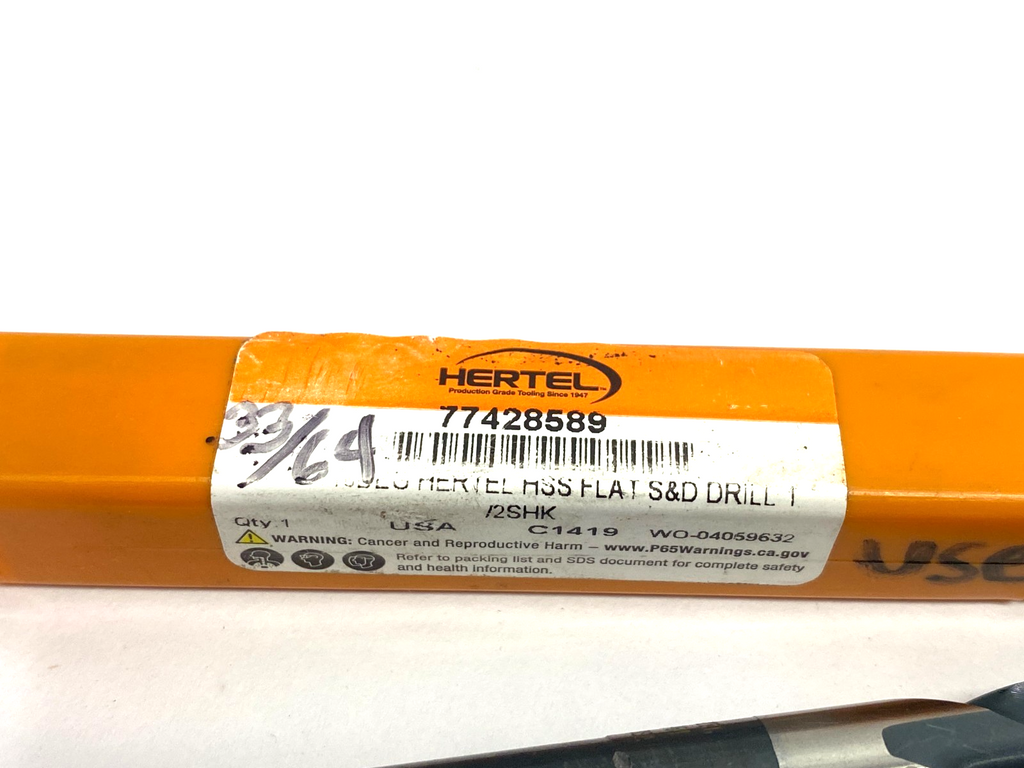 HERTEL
Production Grade Tooling Since 1947
77428589
33/64
HERTEL HSS FLAT S&D DRILL 1
/2SHK
Qty.1 USA C1419 WO-04059632
WARNING: Cancer and Reproductive Harm – www.P65Warnings.ca.gov
Refer to packing list and SDS document for complete safety
and health information.